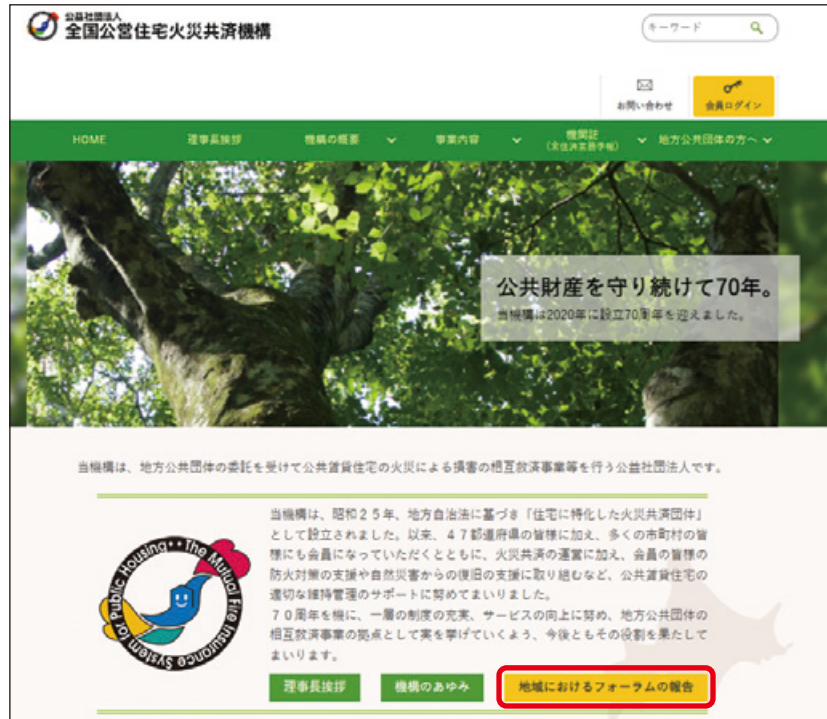 公益社団法人
全国公営住宅火災共済機構
キーワード
お問い合わせ
会員ログイン
HOME
理事長挨拶
機構の概要
事業内容
機関誌
地方公共団体の方へ
公共財産を守り続けて70年。
当機構は2020年に設立70周年を迎えました。
当機構は、地方公共団体の委託を受けて公共賃貸住宅の火災による損害の相互救済事業等を行う公益社団法人です。
当機構は、昭和25年、地方自治法に基づき「住宅に特化した火災共済団体」
として設立されました。以来、47都道府県の皆様に加え、多くの市町村の皆
様にも会員になっていただくとともに、火災共済の運営に加え、会員の皆様の
防火対策の支援や自然災害からの復旧の支援に取り組むなど、公共賃貸住宅の
適切な維持管理のサポートに努めてまいりました。
70周年を機に、一層の制度の充実、サービスの向上に努め、地方公共団体の
相互救済事業の拠点として実を挙げていくよう、今後ともその役割を果たして
まいります。
The Mutual Fire Insurance System for Public Housing
理事長挨拶
機構のあゆみ
地域におけるフォーラムの報告